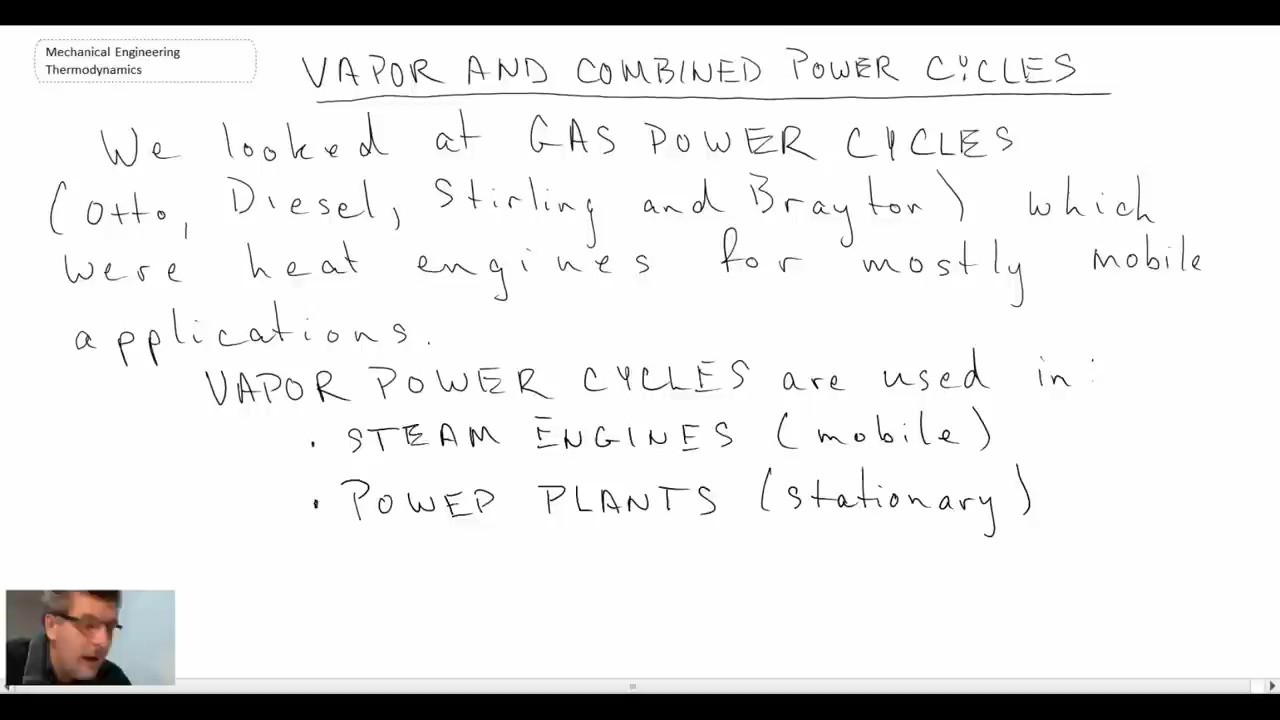 Mechanical Engineering
Thermodynamics
VAPOR AND COMBINED POWER CYCLES
We looked at GAS POWER CYCLES
(Otto, Diesel, Stirling and Brayton) which
were heat engines for mostly mobile
applications.
VAPOR POWER CYCLES are used in:
. STEAM ENGINES (mobile)
. POWER PLANTS (stationary)